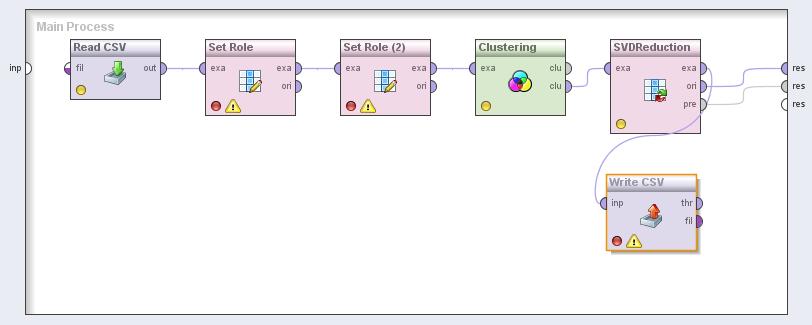 Main Process
Read CSV
Set Role
Set Role (2)
Clustering
SVDReduction
inp
fil
out
exa
exa
ori
exa
exa
ori
exa
clu
clu
exa
exa
ori
pre
res
res
res
Write CSV
inp
thr
fil